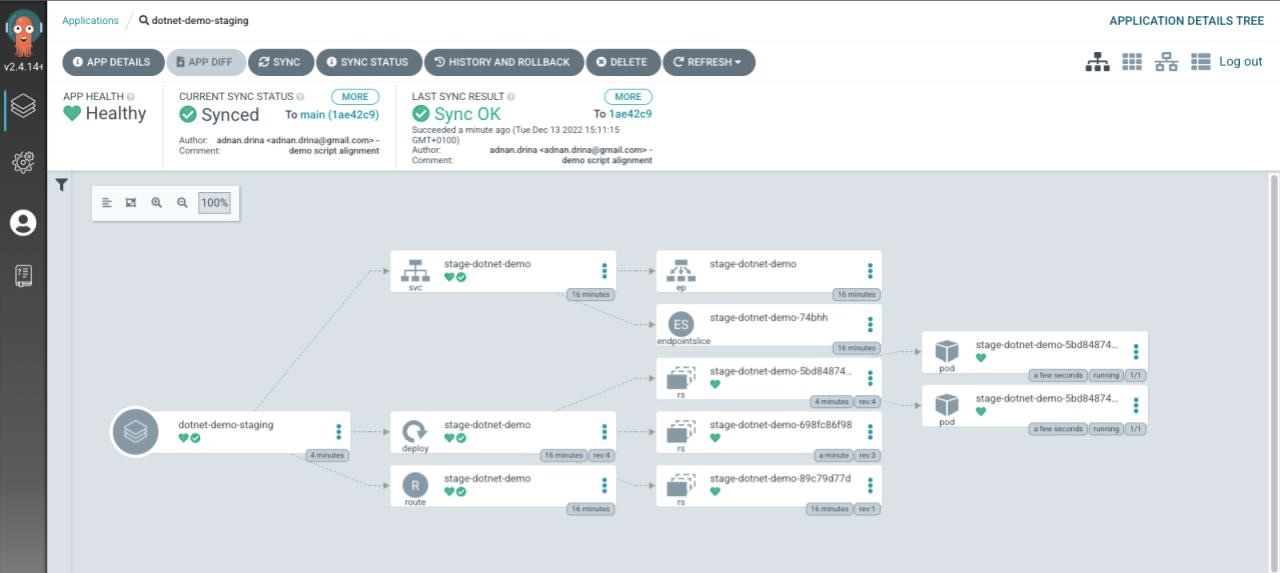 Applications / dotnet-demo-staging
APPLICATION DETAILS TREE
v2.4.14+
APP DETAILS APP DIFF SYNC SYNC STATUS HISTORY AND ROLLBACK DELETE REFRESH
Log out
APP HEALTH
Healthy
CURRENT SYNC STATUS MORE
Synced To main (1ae42c9)
Author: adnan.drina <adnan.drina@gmail.com> -
Comment: demo script alignment
LAST SYNC RESULT MORE
Sync OK To 1ae42c9
Succeeded a minute ago (Tue Dec 13 2022 15:11:15
GMT+0100)
Author: adnan.drina <adnan.drina@gmail.com> -
Comment: demo script alignment
100%
dotnet-demo-staging
4 minutes
stage-dotnet-demo
svc
16 minutes
stage-dotnet-demo
deploy
16 minutes rev:4
R
stage-dotnet-demo
route
16 minutes
stage-dotnet-demo
ep
16 minutes
ES
stage-dotnet-demo-74bhh
endpointslice
16 minutes
stage-dotnet-demo-5bd84874...
rs
4 minutes rev:4
stage-dotnet-demo-698fc86f98
rs
a minute rev:3
stage-dotnet-demo-89c79d77d
rs
16 minutes rev:1
stage-dotnet-demo-5bd84874...
pod
a few seconds running 1/1
stage-dotnet-demo-5bd84874...
pod
a few seconds running 1/1